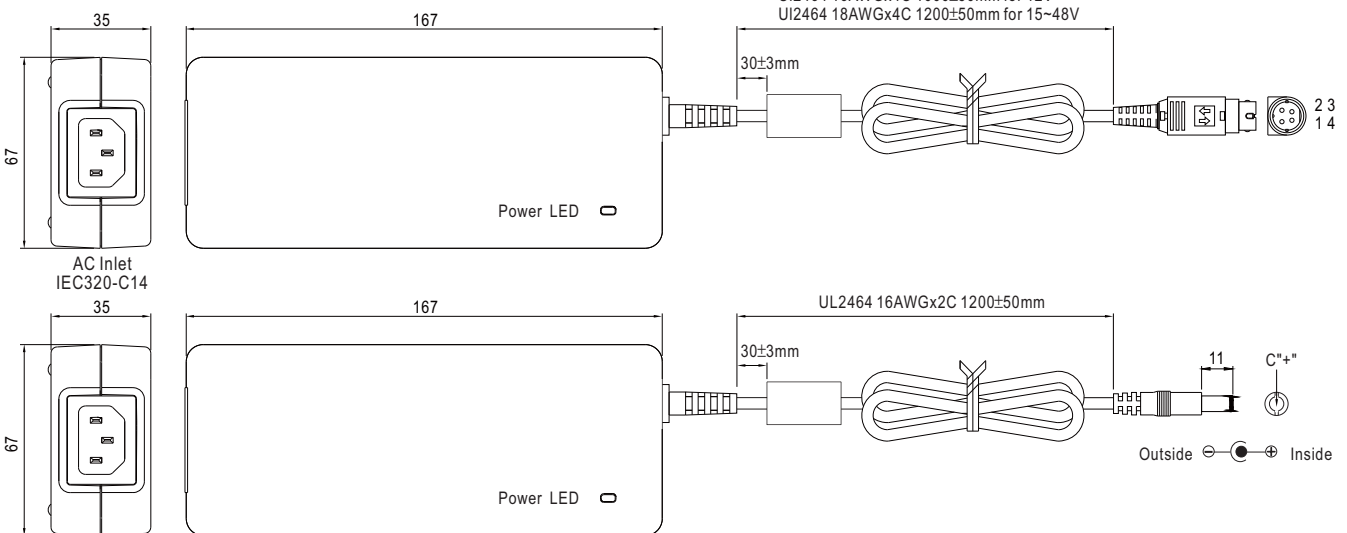 UI2464 18AWGx4C 1200±50mm for 15~48V
35
167
30±3mm
2 3
1 4
67
Power LED
AC Inlet
IEC320-C14
35
167
UL2464 16AWGx2C 1200±50mm
30±3mm
11
C"+"
67
Outside
Inside
Power LED